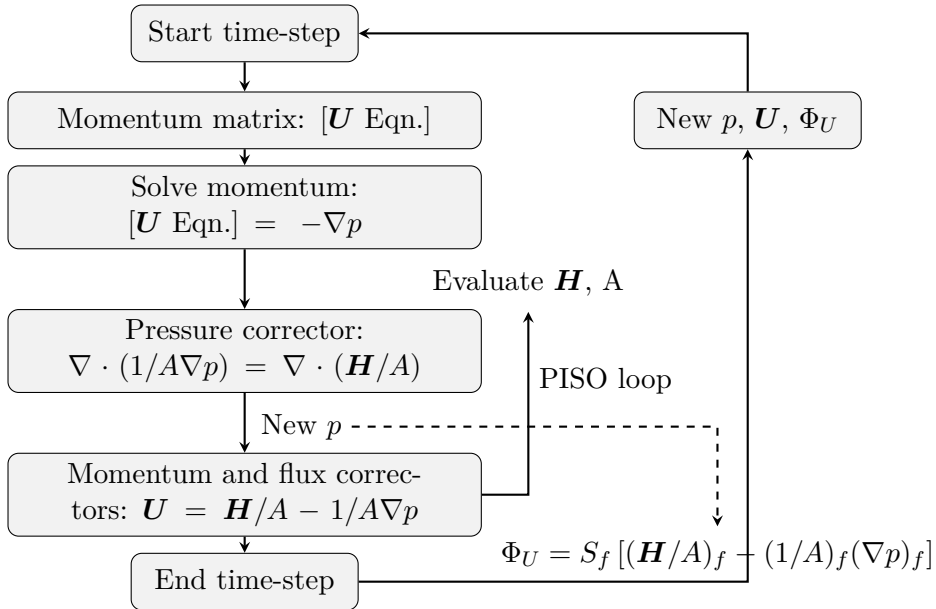 Start time-step
Momentum matrix: [𝑼 Eqn.]
New p, 𝑼, Φ_U
Solve momentum:
[𝑼 Eqn.] = −∇p
Evaluate 𝑯, A
Pressure corrector:
∇ · (1/A∇p) = ∇ · (𝑯/A)
PISO loop
New p
Momentum and flux correc-
tors: 𝑼 = 𝑯/A − 1/A∇p
Φ_U = S_f [(𝑯/A)_f − (1/A)_f(∇p)_f]
End time-step